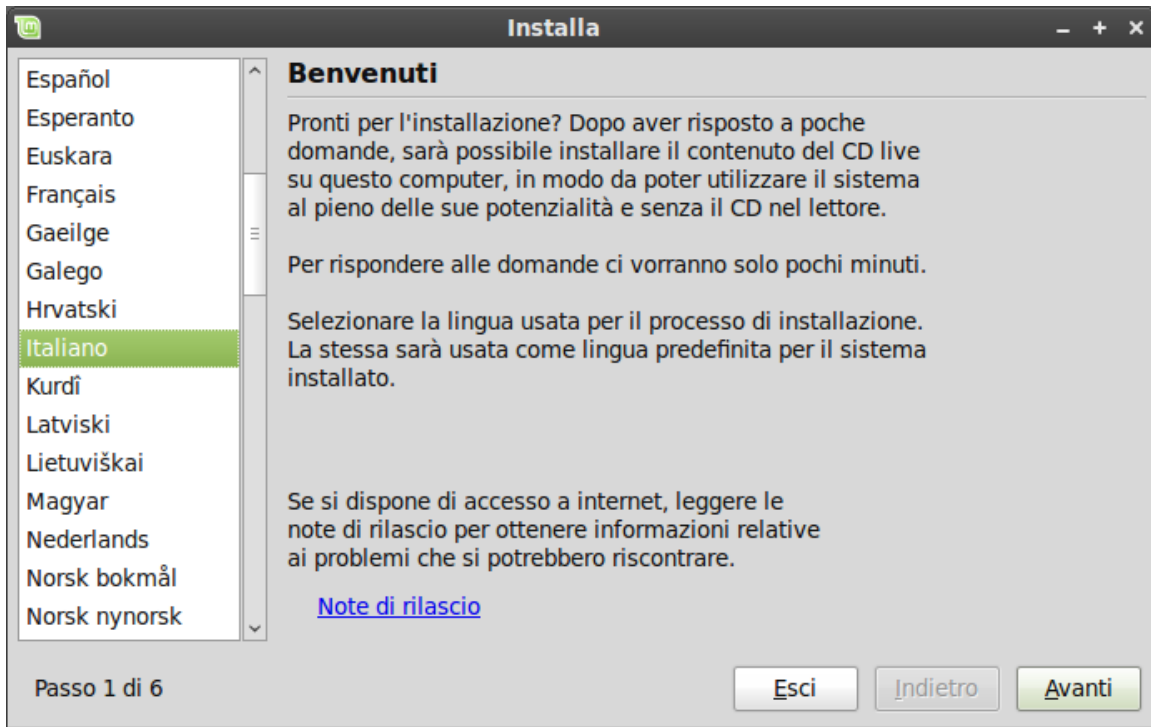 Installa
Español
Esperanto
Euskara
Français
Gaeilge
Galego
Hrvatski
Italiano
Kurdî
Latviski
Lietuviškai
Magyar
Nederlands
Norsk bokmål
Norsk nynorsk
Benvenuti
Pronti per l'installazione? Dopo aver risposto a poche
domande, sarà possibile installare il contenuto del CD live
su questo computer, in modo da poter utilizzare il sistema
al pieno delle sue potenzialità e senza il CD nel lettore.
Per rispondere alle domande ci vorranno solo pochi minuti.
Selezionare la lingua usata per il processo di installazione.
La stessa sarà usata come lingua predefinita per il sistema
installato.
Se si dispone di accesso a internet, leggere le
note di rilascio per ottenere informazioni relative
ai problemi che si potrebbero riscontrare.
Note di rilascio
Passo 1 di 6
Esci
Indietro
Avanti